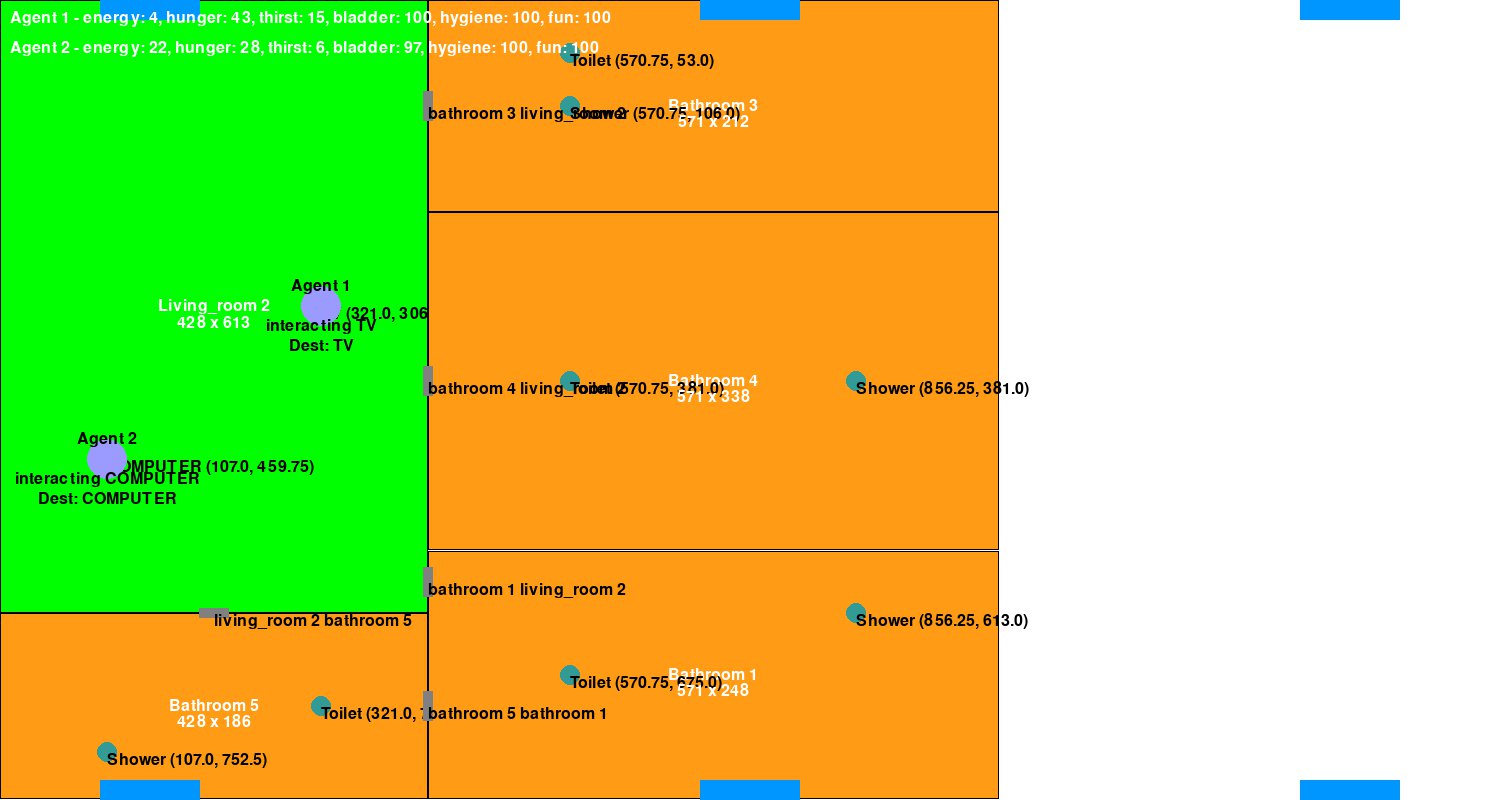 Agent 1 - energy: 4, hunger: 43, thirst: 15, bladder: 100, hygiene: 100, fun: 100
Agent 2 - energy: 22, hunger: 28, thirst: 6, bladder: 97, hygiene: 100, fun: 100
Toilet (570.75, 53.0)
Bathroom 3
bathroom 3 living_room 2
Shower (570.75, 106.0)
571 x 212
Agent 1
Living_room 2
(321.0, 306
428 x 613
interacting TV
Dest: TV
Bathroom 4
bathroom 4 living_room 2
Toilet (570.75, 381.0)
Shower (856.25, 381.0)
571 x 338
Agent 2
COMPUTER (107.0, 459.75)
interacting COMPUTER
Dest: COMPUTER
bathroom 1 living_room 2
living_room 2 bathroom 5
Shower (856.25, 613.0)
Bathroom 1
Toilet (570.75, 675.0)
571 x 248
Bathroom 5
Toilet (321.0,
bathroom 5 bathroom 1
428 x 186
Shower (107.0, 752.5)